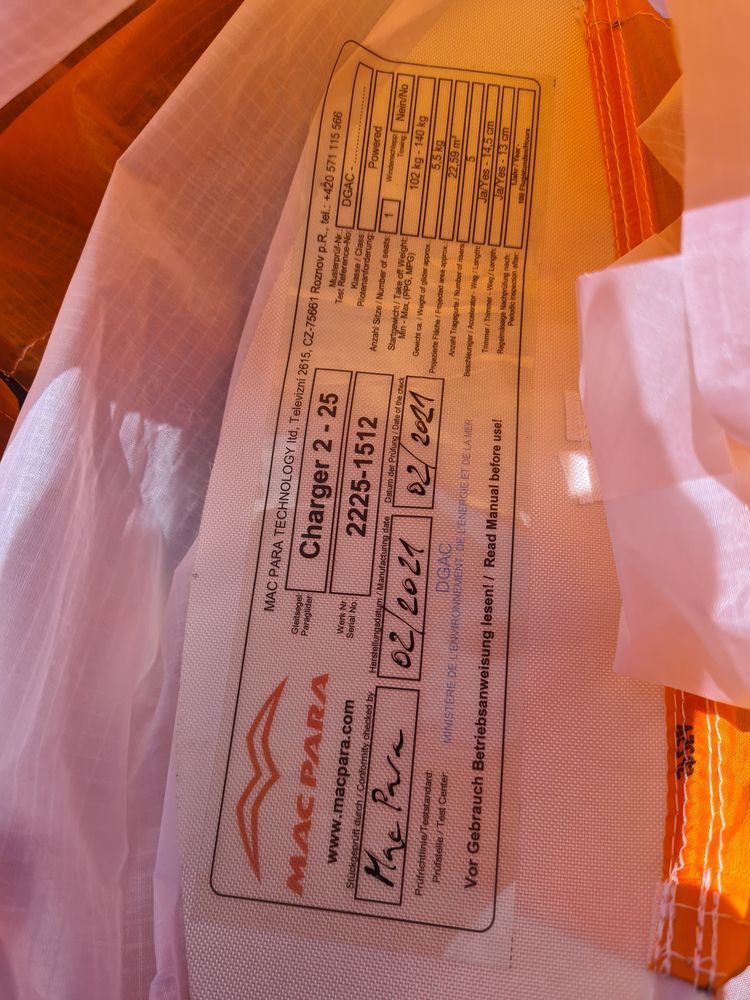 MAC PARA TECHNOLOGY ltd, Televizní 2615, CZ-75661 Roznov p.R., tel.: +420 571 115 566
MAC PARA
www.macpara.com
Gleitsegel:
Paraglider:
Charger 2 - 25
Werk Nr.:
Serial No.:
2225-1512
Stückgeprüft durch / Conformity checked by
Mac Para
Herstellungsdatum / Manufacturing date
02/2021
Datum der Prüfung / Date of the check
02/2021
Prüfrichtlinie/Teststandard:
Prüfstelle / Test Center:
DGAC
MINISTERE DE L'ENVIRONNEMENT DE L'ENERGIE ET DE LA MER
Vor Gebrauch Betriebsanweisung lesen! / Read Manual before use!
Musterprüf-Nr.
Test Reference-No:
DGAC - ....................
Klasse / Class:
Pilotenanforderung:
Powered
Anzahl Sitze / Number of seats:
1
Windenschlepp
Towing:
Nein/No
Startgewicht / Take off Weight:
Min - Max, (PPG, MPG)
102 kg - 140 kg
Gewicht ca. / Weight of glider approx:
5,5 kg
Projezierte Fläche / Projected area approx:
22,59 m²
Anzahl Tragegurte / Number of risers
5
Beschleuniger / Accelerator - Weg / Length:
Ja/Yes - 14,5 cm
Trimmer / Trimmer - Weg / Length:
Ja/Yes - 13 cm
Regelmässige Nachprüfung nach:
Periodic inspection after:
1Jahr / Year
100 Flugstunden/Hours